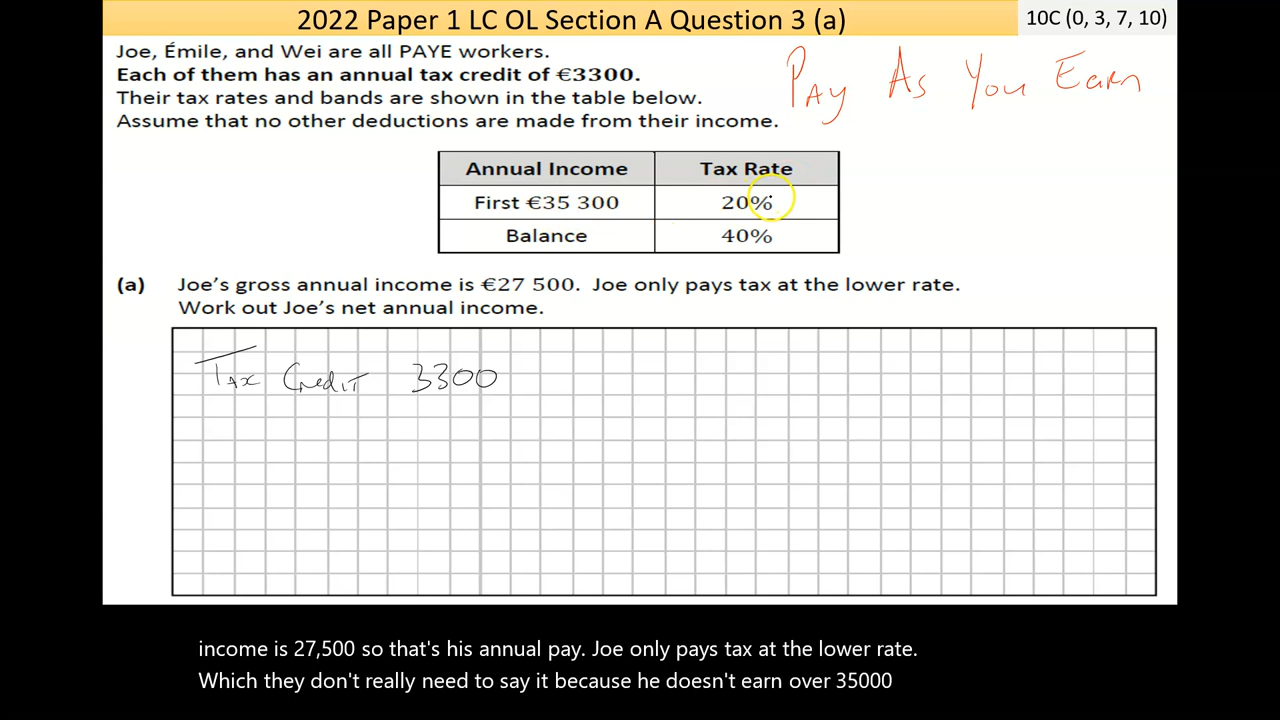 2022 Paper 1 LC OL Section A Question 3 (a)
10C (0, 3, 7, 10)
Joe, Émile, and Wei are all PAYE workers.
Each of them has an annual tax credit of €3300.
Their tax rates and bands are shown in the table below.
Assume that no other deductions are made from their income.
Pay As You Earn
Annual Income Tax Rate
First €35 300 20%
Balance 40%
(a) Joe's gross annual income is €27 500. Joe only pays tax at the lower rate.
Work out Joe's net annual income.
Tax Credit 3300
income is 27,500 so that's his annual pay. Joe only pays tax at the lower rate.
Which they don't really need to say it because he doesn't earn over 35000